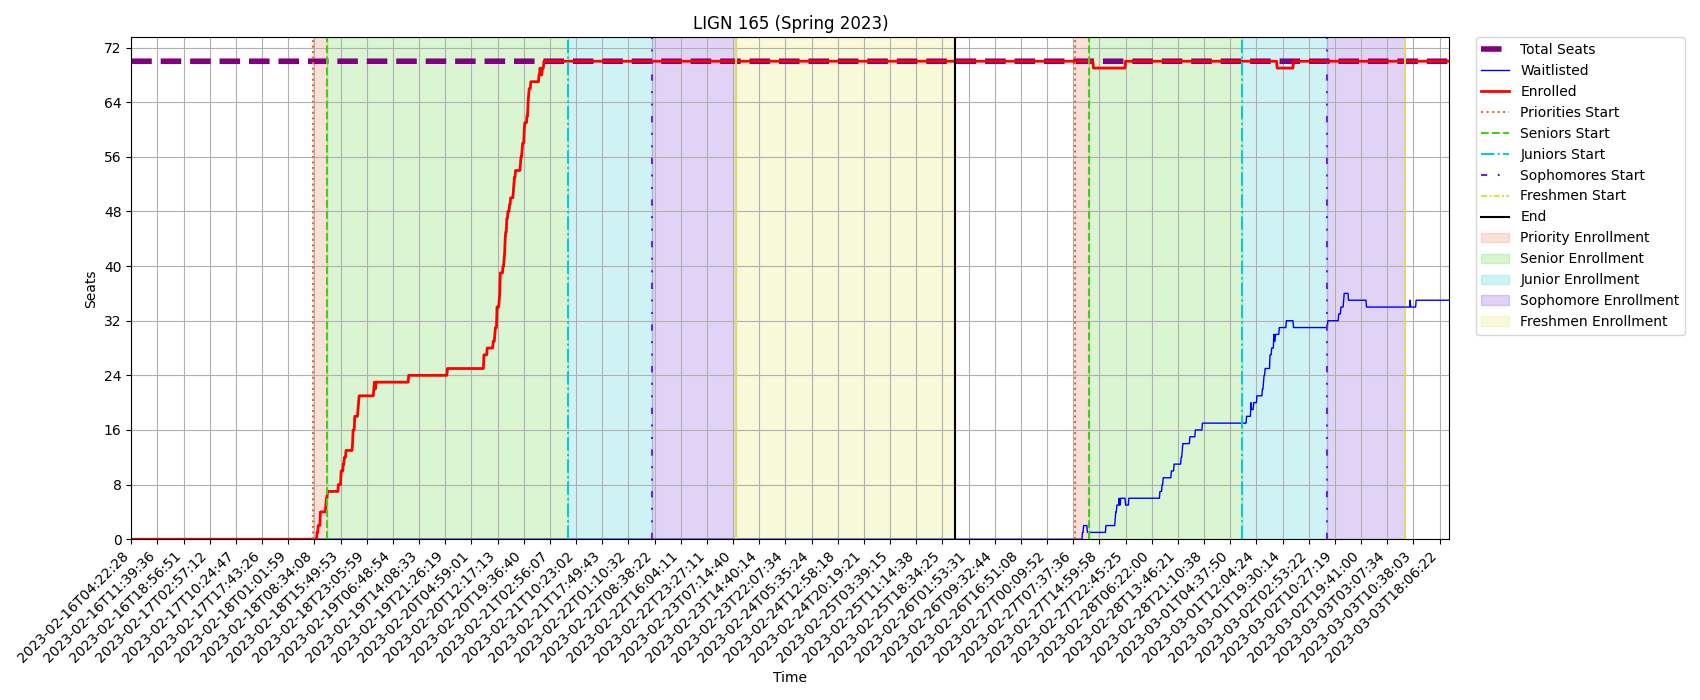 LIGN 165 (Spring 2023)
Seats
72
64
56
48
40
32
24
16
8
0
2023-02-16T04:22:28
2023-02-16T11:39:36
2023-02-16T18:56:51
2023-02-17T02:57:12
2023-02-17T10:24:47
2023-02-17T17:43:26
2023-02-18T01:01:59
2023-02-18T08:34:08
2023-02-18T15:49:53
2023-02-18T23:05:59
2023-02-19T06:48:54
2023-02-19T14:08:33
2023-02-19T21:26:19
2023-02-20T04:59:01
2023-02-20T12:17:13
2023-02-20T19:36:40
2023-02-21T02:56:07
2023-02-21T10:23:02
2023-02-21T17:49:43
2023-02-22T01:10:32
2023-02-22T08:38:22
2023-02-22T16:04:11
2023-02-22T23:27:11
2023-02-23T07:14:40
2023-02-23T14:40:14
2023-02-23T22:07:34
2023-02-24T05:35:24
2023-02-24T12:58:18
2023-02-24T20:19:21
2023-02-25T03:39:15
2023-02-25T11:14:38
2023-02-25T18:34:25
2023-02-26T01:53:31
2023-02-26T09:32:44
2023-02-26T16:51:08
2023-02-27T00:09:52
2023-02-27T07:37:36
2023-02-27T14:59:58
2023-02-27T22:45:25
2023-02-28T06:22:00
2023-02-28T13:46:21
2023-02-28T21:10:38
2023-03-01T04:37:50
2023-03-01T12:04:24
2023-03-01T19:30:14
2023-03-02T02:53:22
2023-03-02T10:27:19
2023-03-02T19:41:00
2023-03-03T03:07:34
2023-03-03T10:38:03
2023-03-03T18:06:22
Time
Total Seats
Waitlisted
Enrolled
Priorities Start
Seniors Start
Juniors Start
Sophomores Start
Freshmen Start
End
Priority Enrollment
Senior Enrollment
Junior Enrollment
Sophomore Enrollment
Freshmen Enrollment